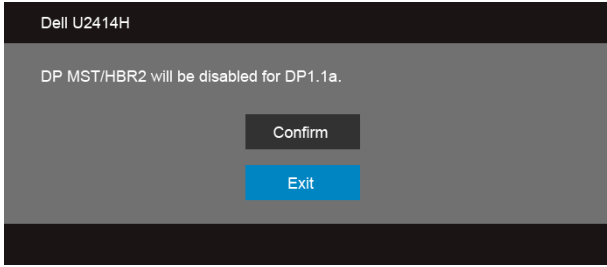 Dell U2414H
DP MST/HBR2 will be disabled for DP1.1a.
Confirm
Exit